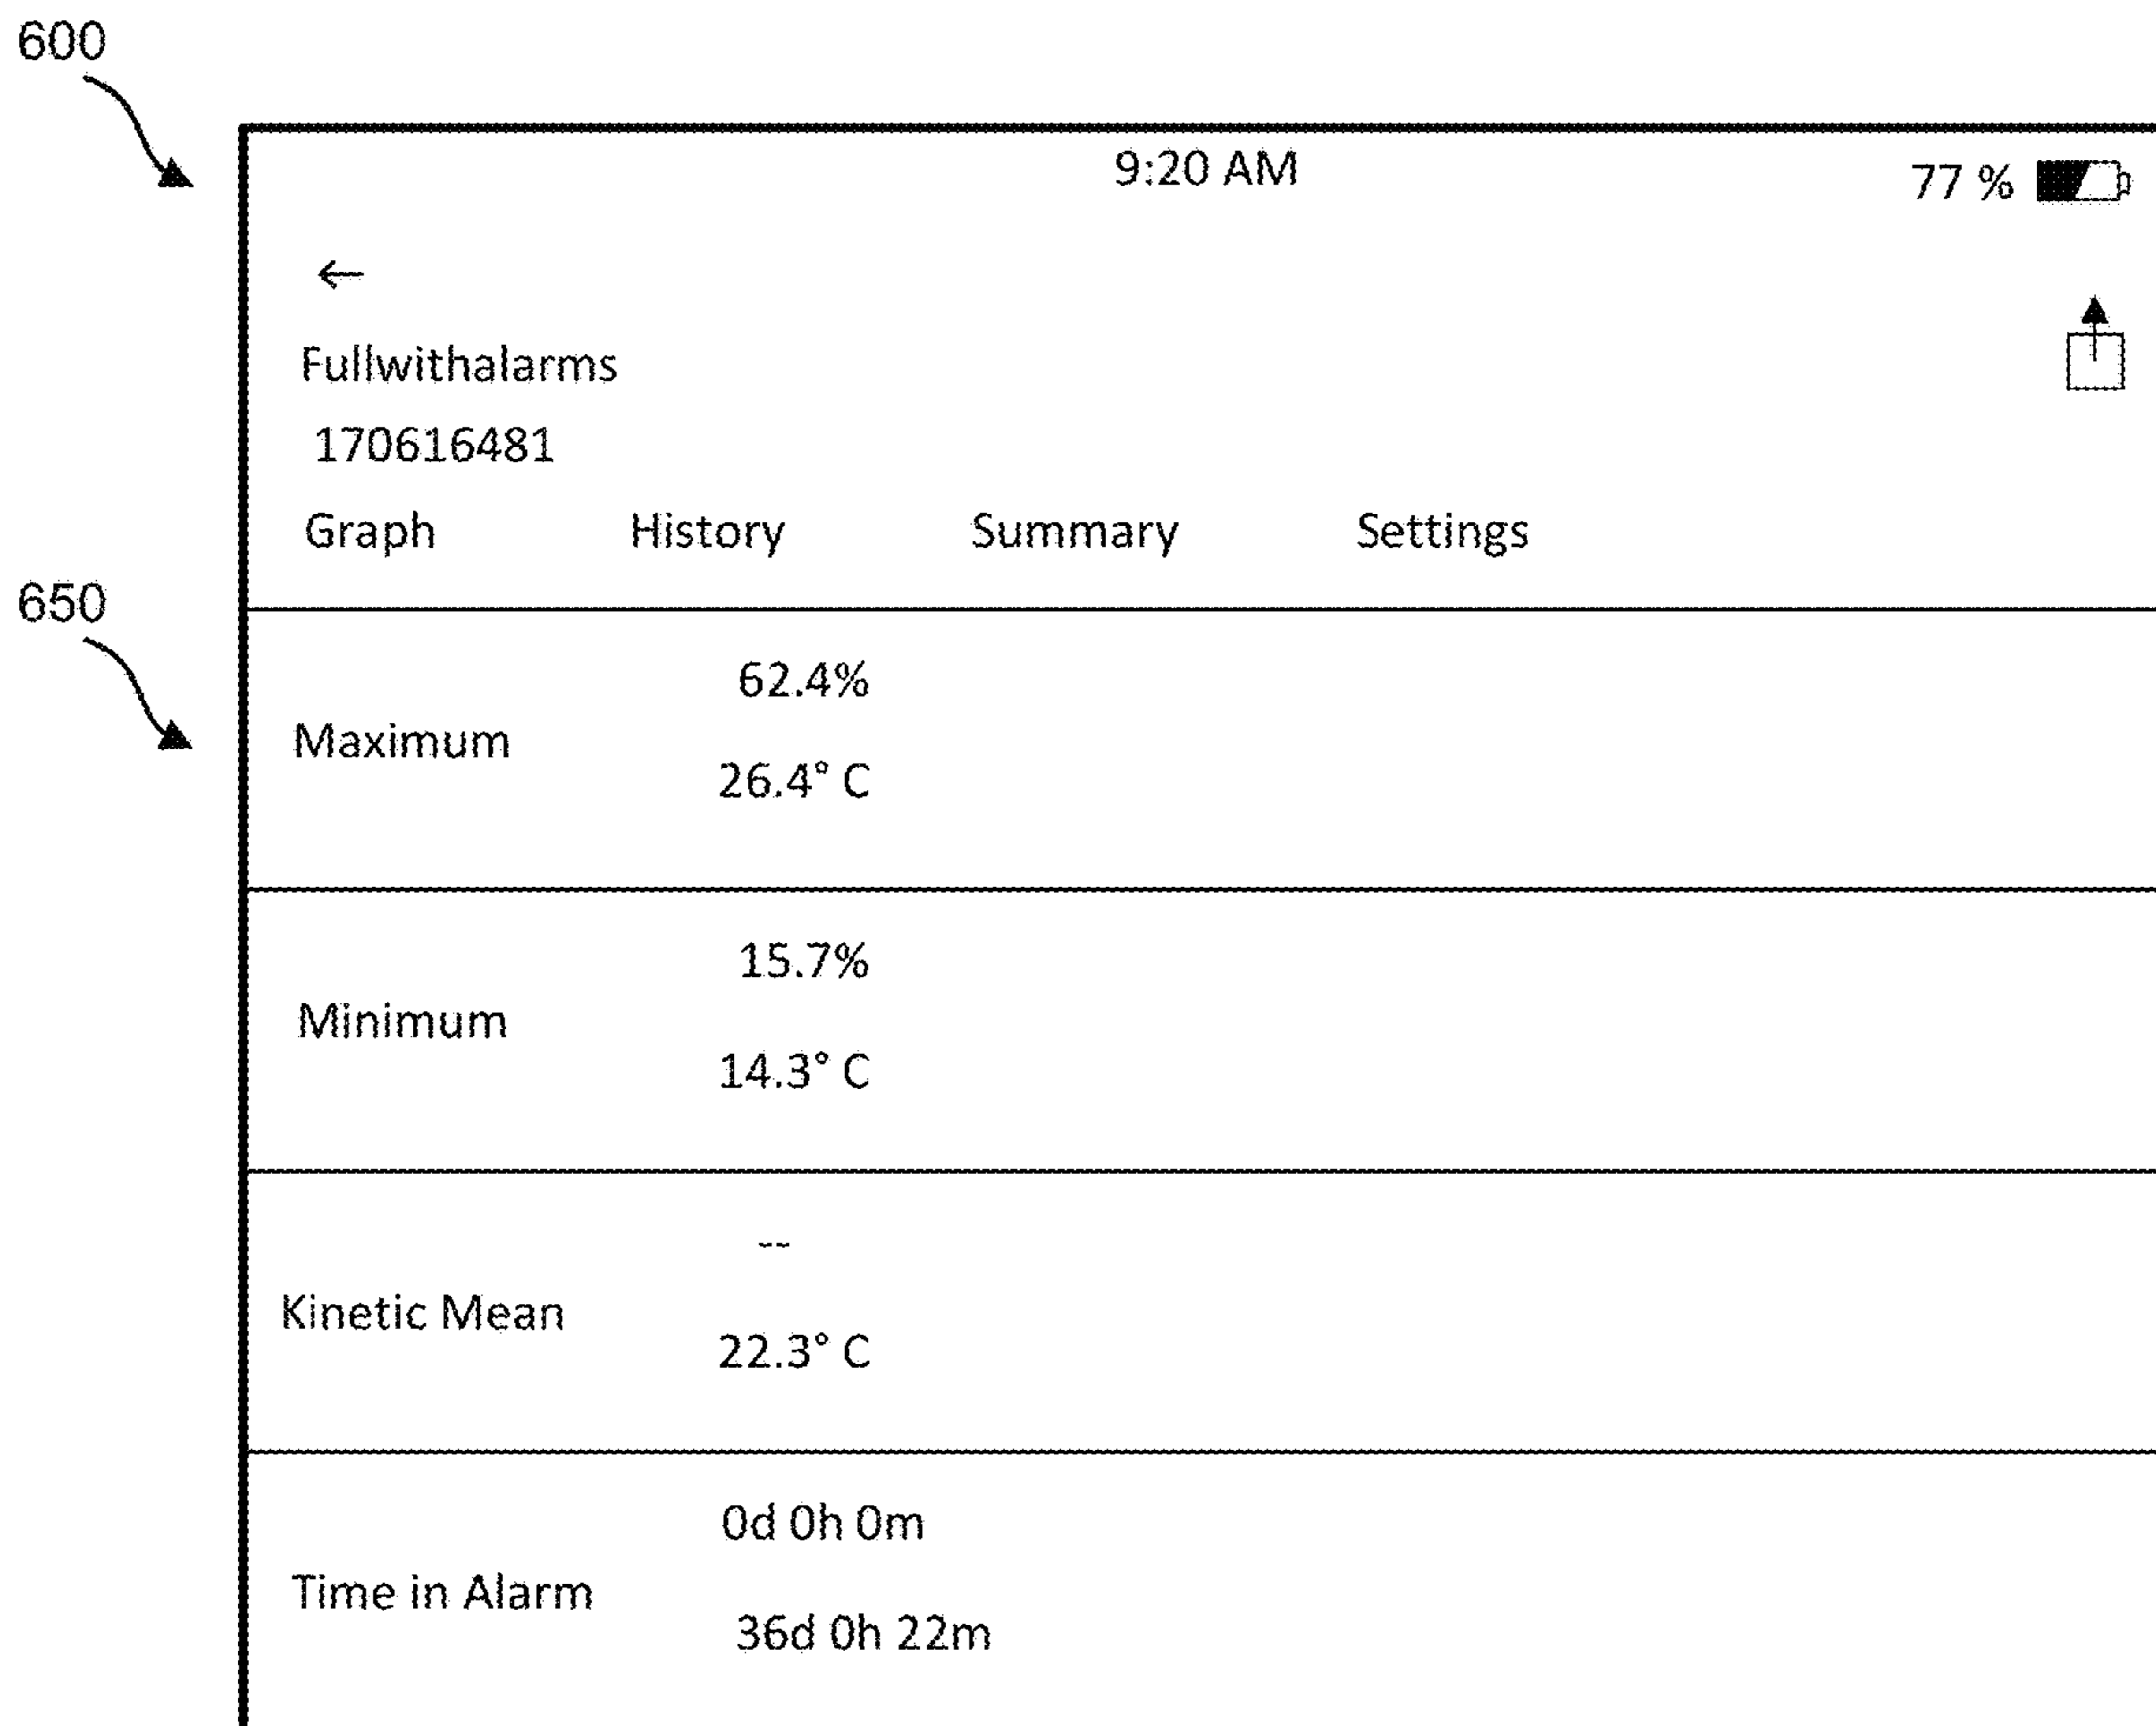 600
9:20 AM
77 %
←
Fullwithalarms
170616481
Graph History Summary Settings
650
62.4%
Maximum
26.4° C
15.7%
Minimum
14.3° C
--
Kinetic Mean
22.3° C
0d 0h 0m
Time in Alarm
36d 0h 22m